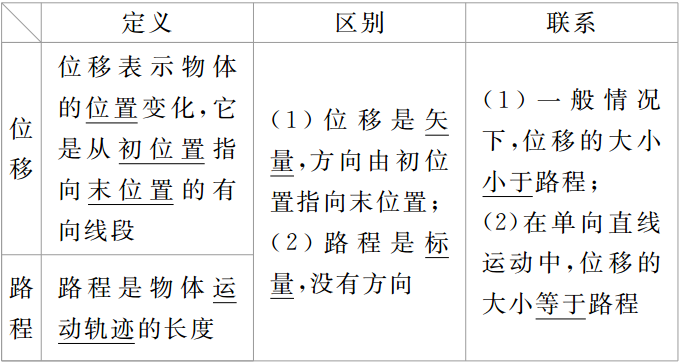 定义
区别
联系
位移
位移表示物体
的位置变化，它
是从初位置指
向末位置的有
向线段
(1)位移是矢
量，方向由初位
置指向末位置；
(2)路程是标
量，没有方向
(1)一般情况
下，位移的大小
小于路程；
(2)在单向直线
运动中，位移的
大小等于路程
路程
路程是物体运
动轨迹的长度